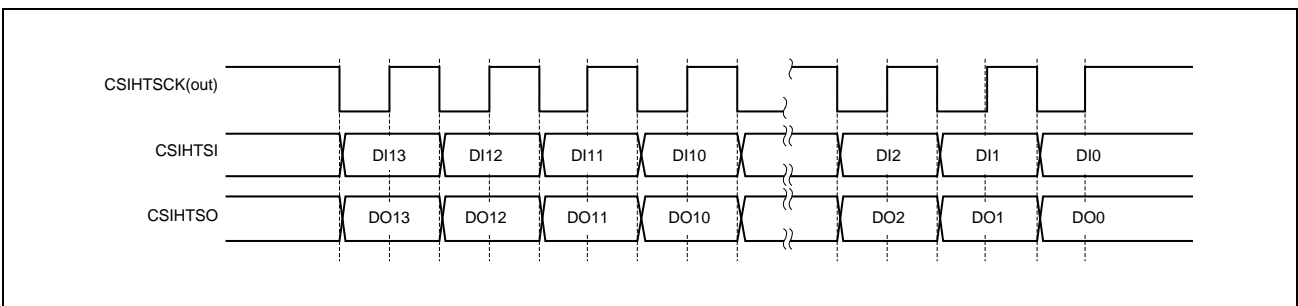 CSIHTSCK(out)
CSIHTSI DI13 DI12 DI11 DI10 DI2 DI1 DI0
CSIHTSO DO13 DO12 DO11 DO10 DO2 DO1 DO0